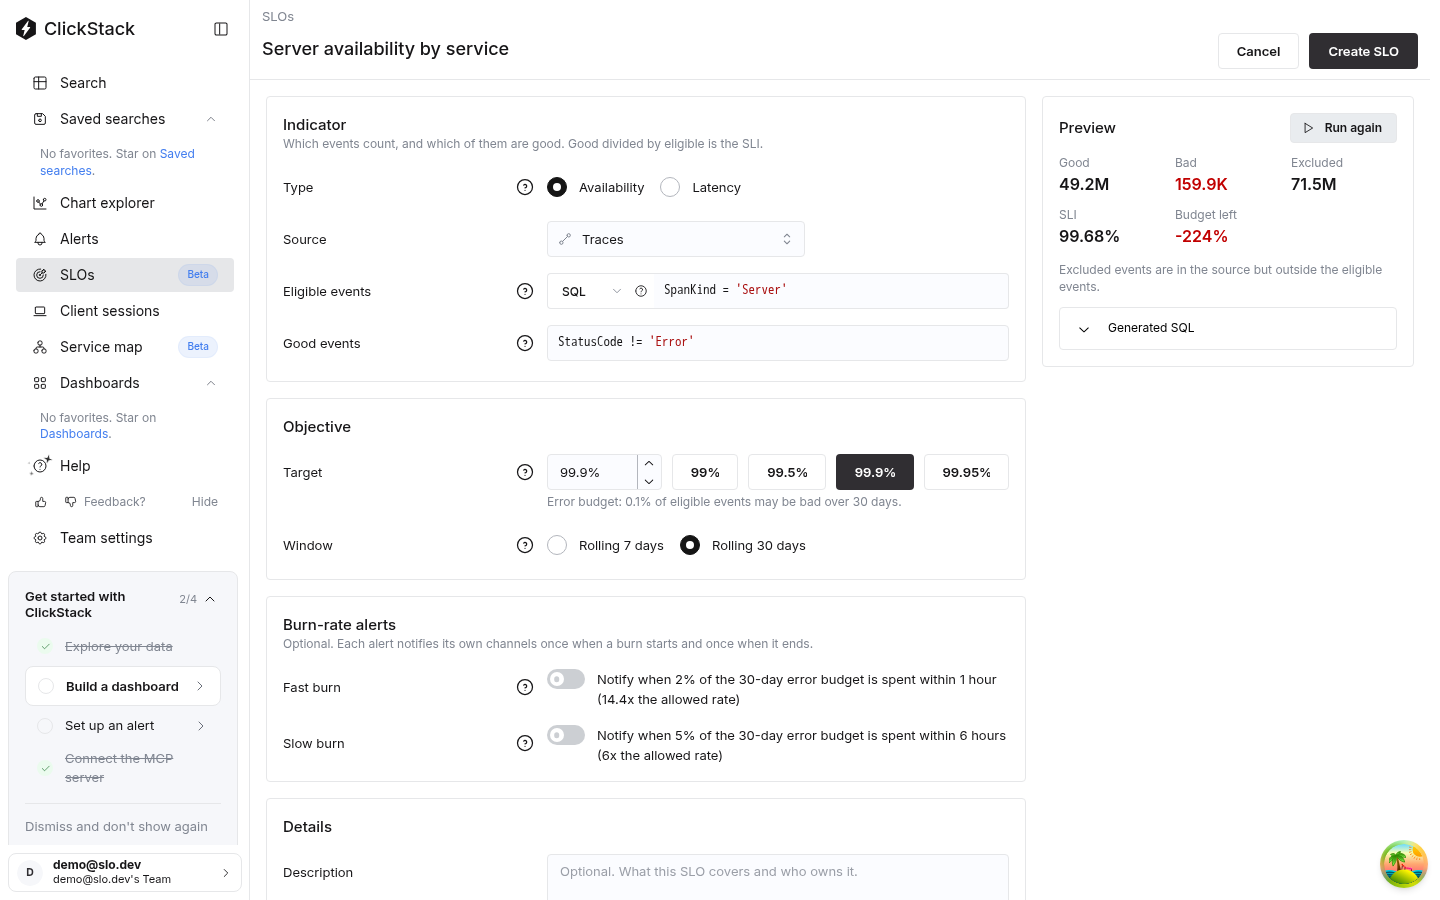 ClickStack
Search
Saved searches
No favorites. Star on Saved
searches.
Chart explorer
Alerts
SLOs
Beta
Client sessions
Service map
Beta
Dashboards
No favorites. Star on
Dashboards.
Help
Feedback?
Hide
Team settings
Get started with
ClickStack
2/4
Explore your data
Build a dashboard
Set up an alert
Connect the MCP
server
Dismiss and don't show again
D
demo@slo.dev
demo@slo.dev's Team
SLOs
Server availability by service
Cancel
Create SLO
Indicator
Which events count, and which of them are good. Good divided by eligible is the SLI.
Type
Availability
Latency
Source
Traces
Eligible events
SQL
SpanKind = 'Server'
Good events
StatusCode != 'Error'
Objective
Target
99.9%
99%
99.5%
99.9%
99.95%
Error budget: 0.1% of eligible events may be bad over 30 days.
Window
Rolling 7 days
Rolling 30 days
Burn-rate alerts
Optional. Each alert notifies its own channels once when a burn starts and once when it ends.
Fast burn
Notify when 2% of the 30-day error budget is spent within 1 hour
(14.4x the allowed rate)
Slow burn
Notify when 5% of the 30-day error budget is spent within 6 hours
(6x the allowed rate)
Details
Description
Optional. What this SLO covers and who owns it.
Preview
Run again
Good
Bad
Excluded
49.2M
159.9K
71.5M
SLI
Budget left
99.68%
-224%
Excluded events are in the source but outside the eligible
events.
Generated SQL